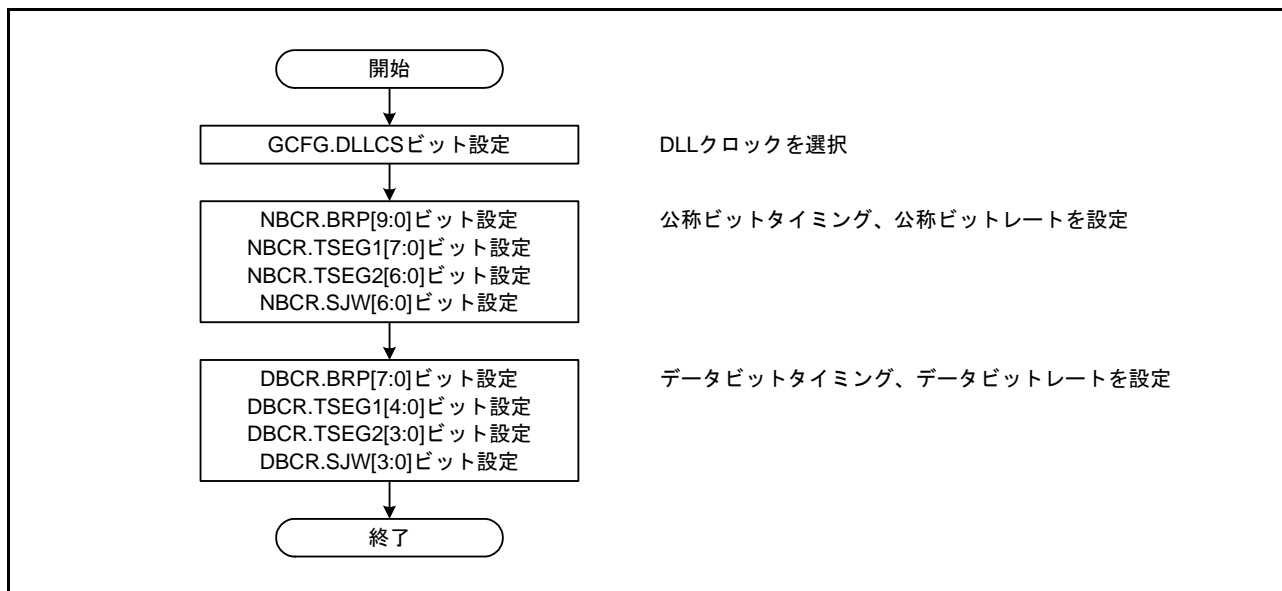 開始
GCFG.DLLCSビット設定
DLLクロックを選択
NBCR.BRP[9:0]ビット設定
公称ビットタイミング、公称ビットレートを設定
NBCR.TSEG1[7:0]ビット設定
NBCR.TSEG2[6:0]ビット設定
NBCR.SJW[6:0]ビット設定
DBCR.BRP[7:0]ビット設定
データビットタイミング、データビットレートを設定
DBCR.TSEG1[4:0]ビット設定
DBCR.TSEG2[3:0]ビット設定
DBCR.SJW[3:0]ビット設定
終了